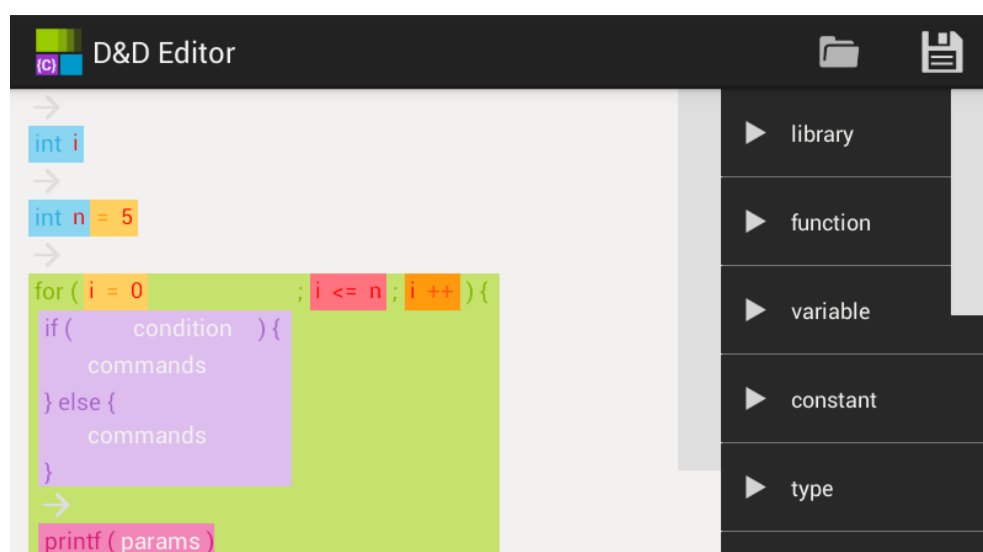 {C} D&D Editor
→
int i
→
int n = 5
→
for ( i = 0 ; i <= n ; i ++ ) {
if ( condition ) {
commands
} else {
commands
}
→
printf ( params )
library
function
variable
constant
type